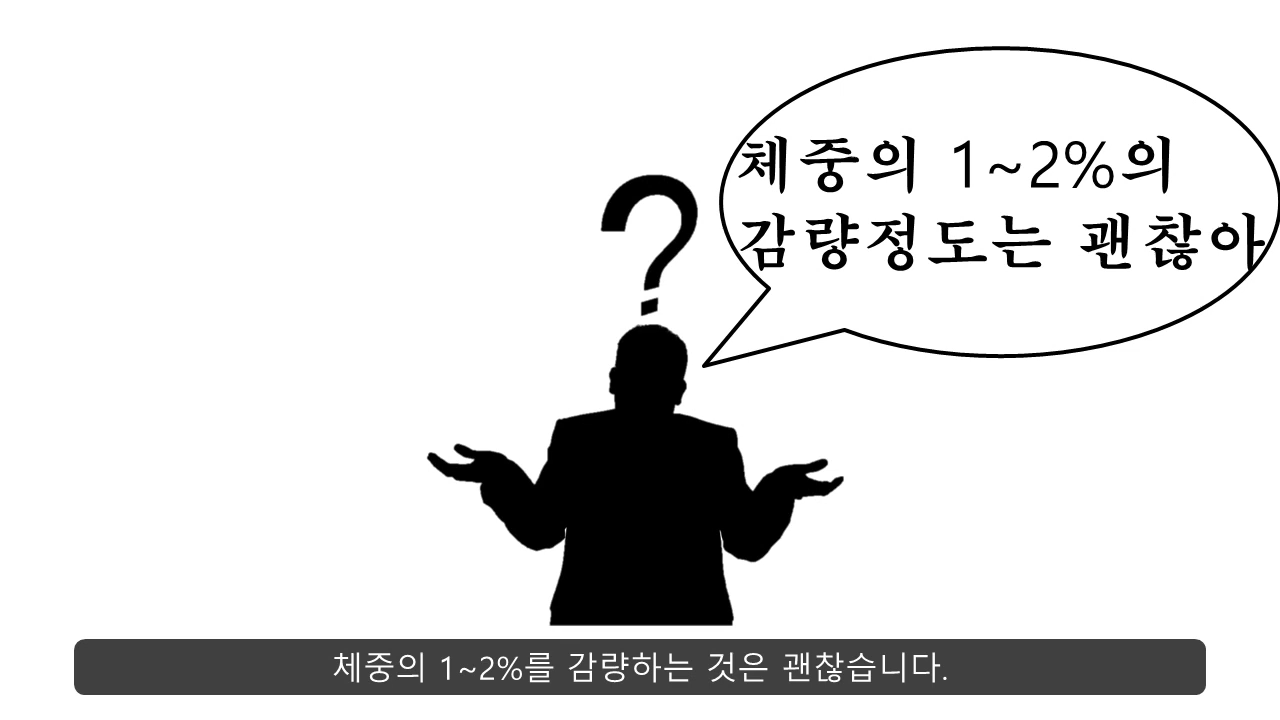 체중의 1~2%의
감량정도는 괜찮아
?
체중의 1~2%를 감량하는 것은 괜찮습니다.